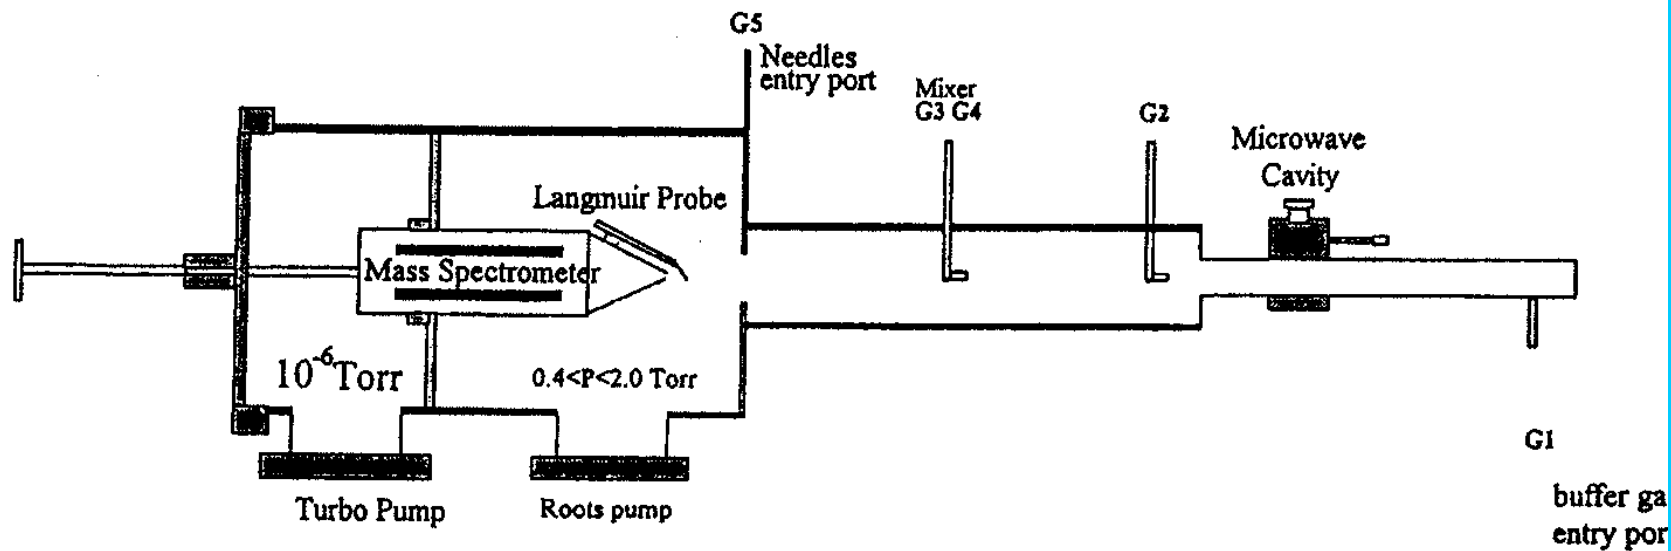 G5
Needles
entry port
Mixer
G3 G4
G2
Microwave
Cavity
Langmuir Probe
Mass Spectrometer
10⁻⁶Torr
0.4<P<2.0 Torr
Turbo Pump
Roots pump
G1
buffer ga
entry por